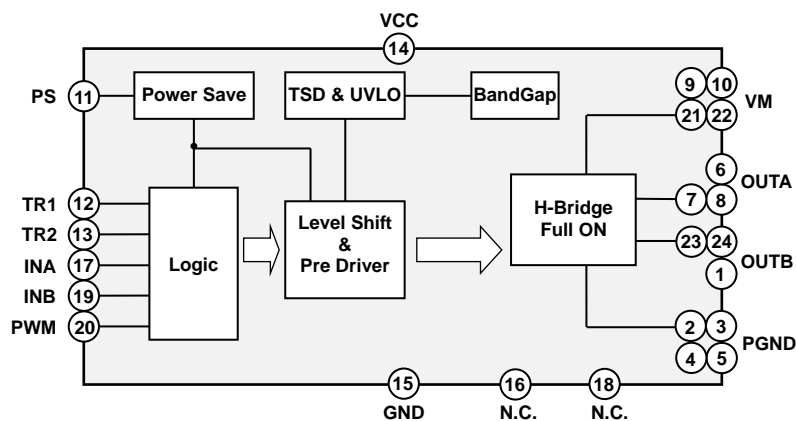 VCC
14
PS
11
Power Save
TSD & UVLO
BandGap
9
10
VM
21
22
6
OUTA
TR1
12
7
8
TR2
13
Logic
Level Shift
&
Pre Driver
H-Bridge
Full ON
INA
17
23
24
OUTB
INB
19
1
PWM
20
2
3
PGND
4
5
15
16
18
GND
N.C.
N.C.